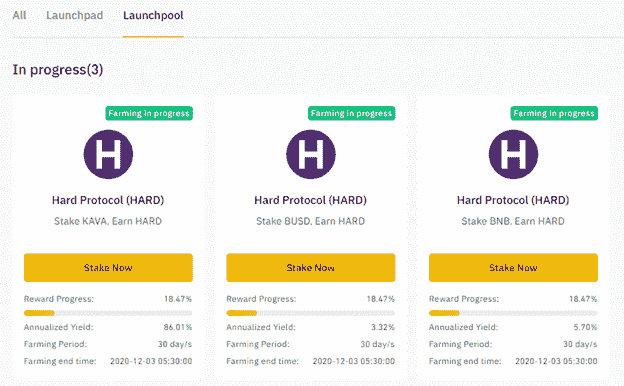 All Launchpad Launchpool
In progress(3)
Farming in progress
H
Hard Protocol (HARD)
Stake KAVA, Earn HARD
Stake Now
Reward Progress: 18.47%
Annualized Yield: 86.01%
Farming Period: 30 day/s
Farming end time: 2020-12-03 05:30:00
Farming in progress
H
Hard Protocol (HARD)
Stake BUSD, Earn HARD
Stake Now
Reward Progress: 18.47%
Annualized Yield: 3.32%
Farming Period: 30 day/s
Farming end time: 2020-12-03 05:30:00
Farming in progress
H
Hard Protocol (HARD)
Stake BNB, Earn HARD
Stake Now
Reward Progress: 18.47%
Annualized Yield: 5.70%
Farming Period: 30 day/s
Farming end time: 2020-12-03 05:30:00